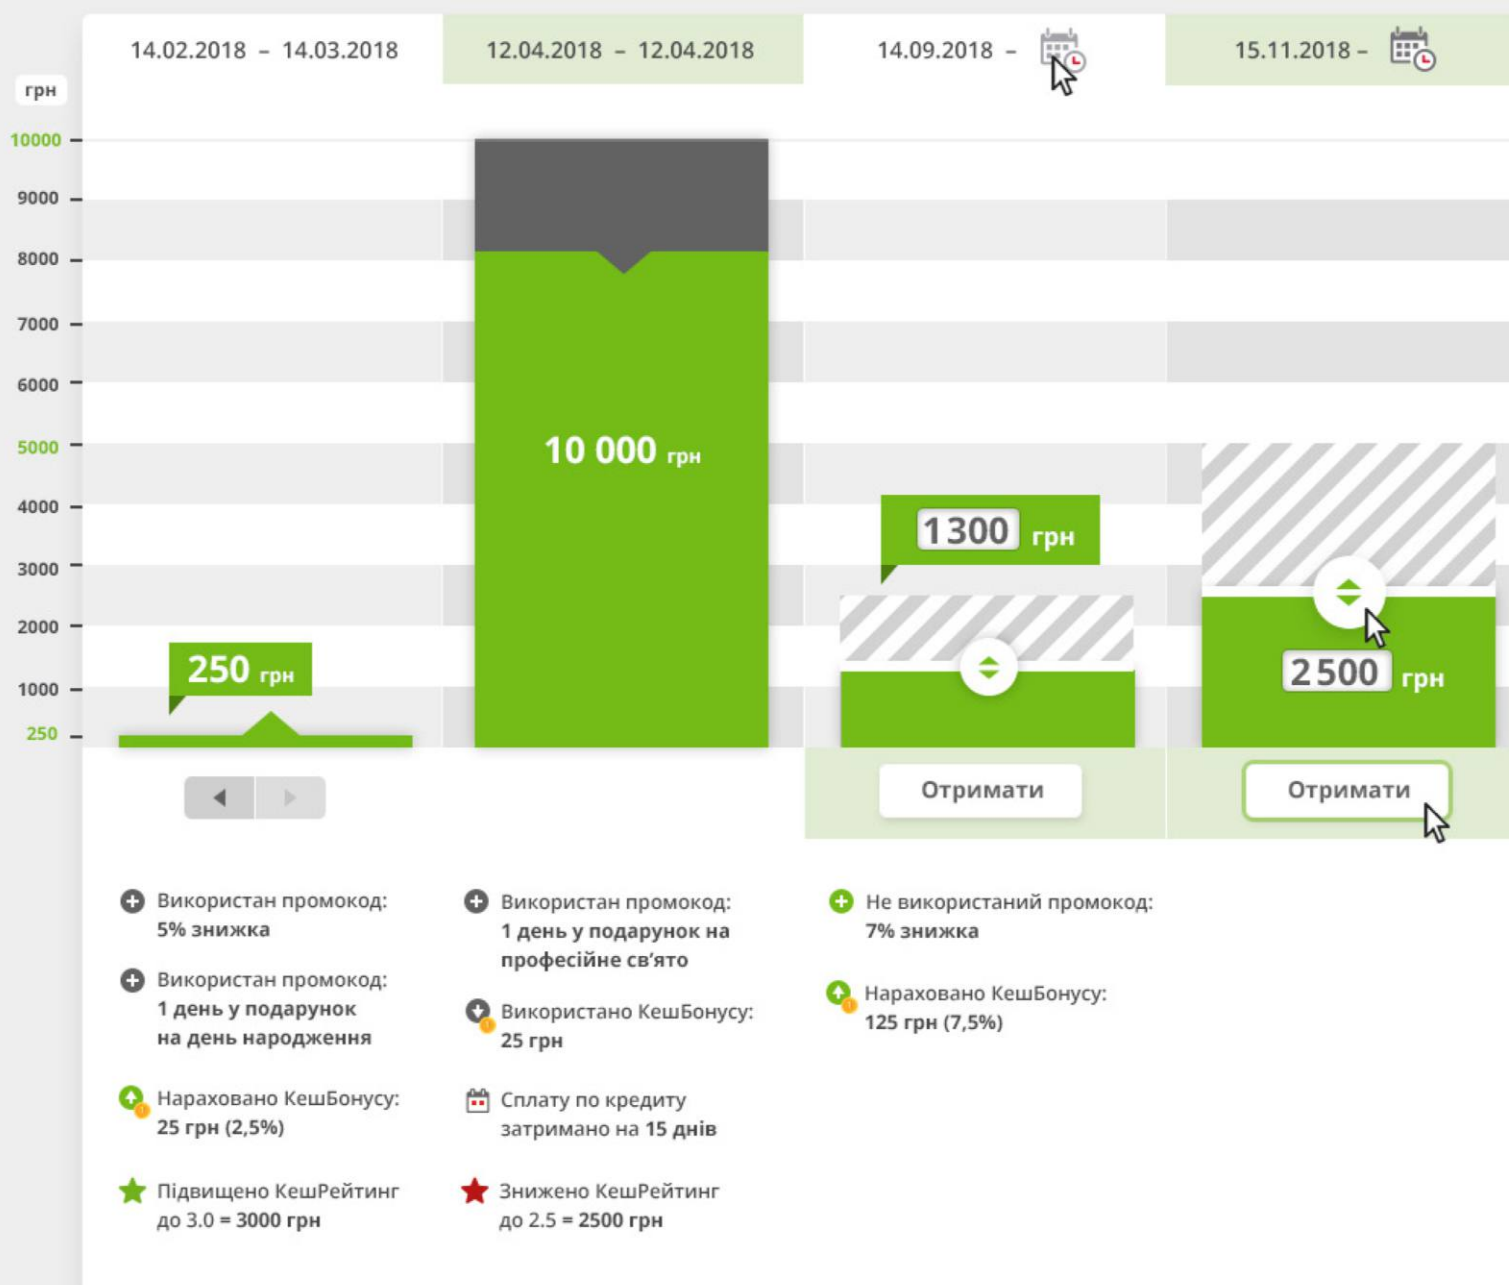 14.02.2018 – 14.03.2018
12.04.2018 – 12.04.2018
14.09.2018 –
15.11.2018 –
грн
10000
9000
8000
7000
6000
5000
4000
3000
2000
1000
250
250 грн
10 000 грн
1300 грн
2500 грн
Отримати
Отримати
Використан промокод:
5% знижка
Використан промокод:
1 день у подарунок
на день народження
Нараховано КешБонусу:
25 грн (2,5%)
Підвищено КешРейтинг
до 3.0 = 3000 грн
Використан промокод:
1 день у подарунок на
професійне св'ято
Використано КешБонусу:
25 грн
Сплату по кредиту
затримано на 15 днів
Знижено КешРейтинг
до 2.5 = 2500 грн
Не використаний промокод:
7% знижка
Нараховано КешБонусу:
125 грн (7,5%)